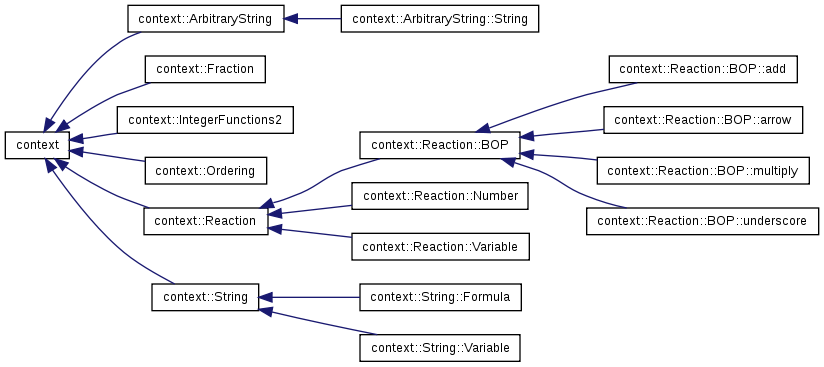 context::ArbitraryString
context::ArbitraryString::String
context::Fraction
context::Reaction::BOP::add
context::IntegerFunctions2
context::Reaction::BOP::arrow
context
context::Reaction::BOP
context::Ordering
context::Reaction::BOP::multiply
context::Reaction::Number
context::Reaction
context::Reaction::BOP::underscore
context::Reaction::Variable
context::String
context::String::Formula
context::String::Variable